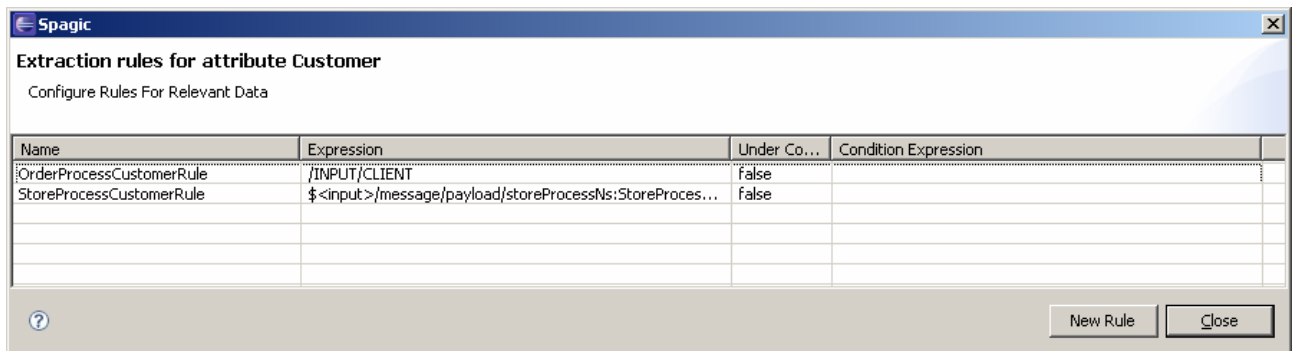 Spagic
Extraction rules for attribute Customer
Configure Rules For Relevant Data
Name Expression Under Co... Condition Expression
OrderProcessCustomerRule /INPUT/CLIENT false
StoreProcessCustomerRule $<input>/message/payload/storeProcessNs:StoreProces... false
New Rule Close